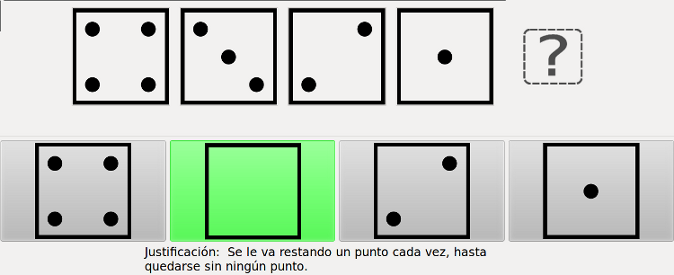 ?
Justificación: Se le va restando un punto cada vez, hasta
quedarse sin ningún punto.